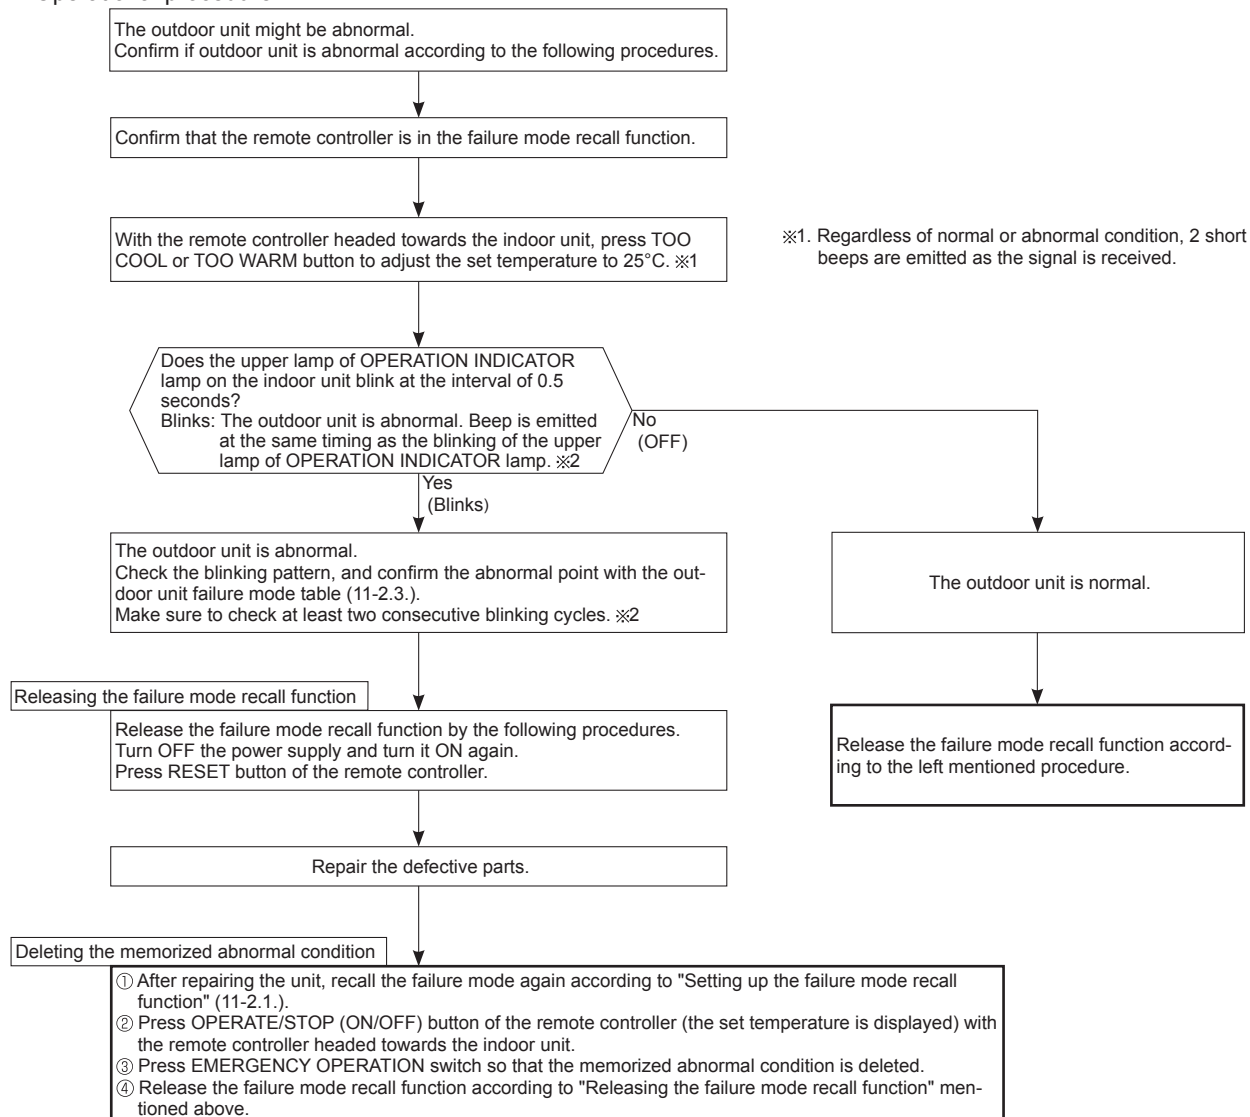 The outdoor unit might be abnormal.
Confirm if outdoor unit is abnormal according to the following procedures.
Confirm that the remote controller is in the failure mode recall function.
With the remote controller headed towards the indoor unit, press TOO
COOL or TOO WARM button to adjust the set temperature to 25°C. ※1
※1. Regardless of normal or abnormal condition, 2 short
beeps are emitted as the signal is received.
Does the upper lamp of OPERATION INDICATOR
lamp on the indoor unit blink at the interval of 0.5
seconds?
Blinks: The outdoor unit is abnormal. Beep is emitted
at the same timing as the blinking of the upper
lamp of OPERATION INDICATOR lamp. ※2
No
(OFF)
Yes
(Blinks)
The outdoor unit is abnormal.
Check the blinking pattern, and confirm the abnormal point with the out-
door unit failure mode table (11-2.3.).
Make sure to check at least two consecutive blinking cycles. ※2
The outdoor unit is normal.
Releasing the failure mode recall function
Release the failure mode recall function by the following procedures.
Turn OFF the power supply and turn it ON again.
Press RESET button of the remote controller.
Release the failure mode recall function accord-
ing to the left mentioned procedure.
Repair the defective parts.
Deleting the memorized abnormal condition
① After repairing the unit, recall the failure mode again according to "Setting up the failure mode recall
function" (11-2.1.).
② Press OPERATE/STOP (ON/OFF) button of the remote controller (the set temperature is displayed) with
the remote controller headed towards the indoor unit.
③ Press EMERGENCY OPERATION switch so that the memorized abnormal condition is deleted.
④ Release the failure mode recall function according to "Releasing the failure mode recall function" men-
tioned above.